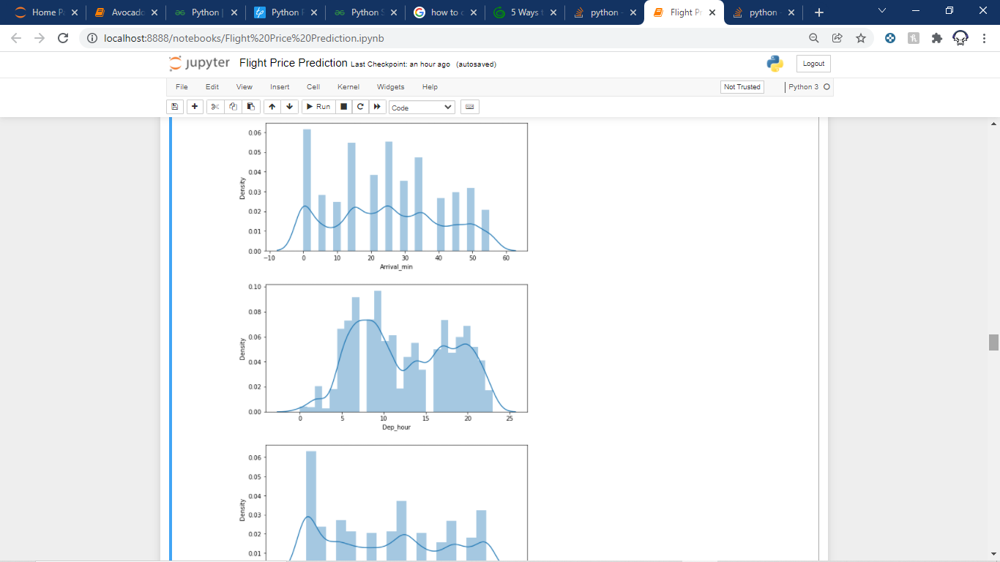 Home Pa Avocado Python | Python F Python S how to c 5 Ways t python - Flight Pr python -
localhost:8888/notebooks/Flight%20Price%20Prediction.ipynb
jupyter Flight Price Prediction Last Checkpoint: an hour ago (autosaved) Logout
File Edit View Insert Cell Kernel Widgets Help Not Trusted Python 3
Run Code
0.06
0.05
0.04
0.03
0.02
0.01
0.00
Density
−10 0 10 20 30 40 50 60
Arrival_min
0.10
0.08
0.06
0.04
0.02
0.00
Density
0 5 10 15 20 25
Dep_hour
0.06
0.05
0.04
0.03
0.02
0.01
Density